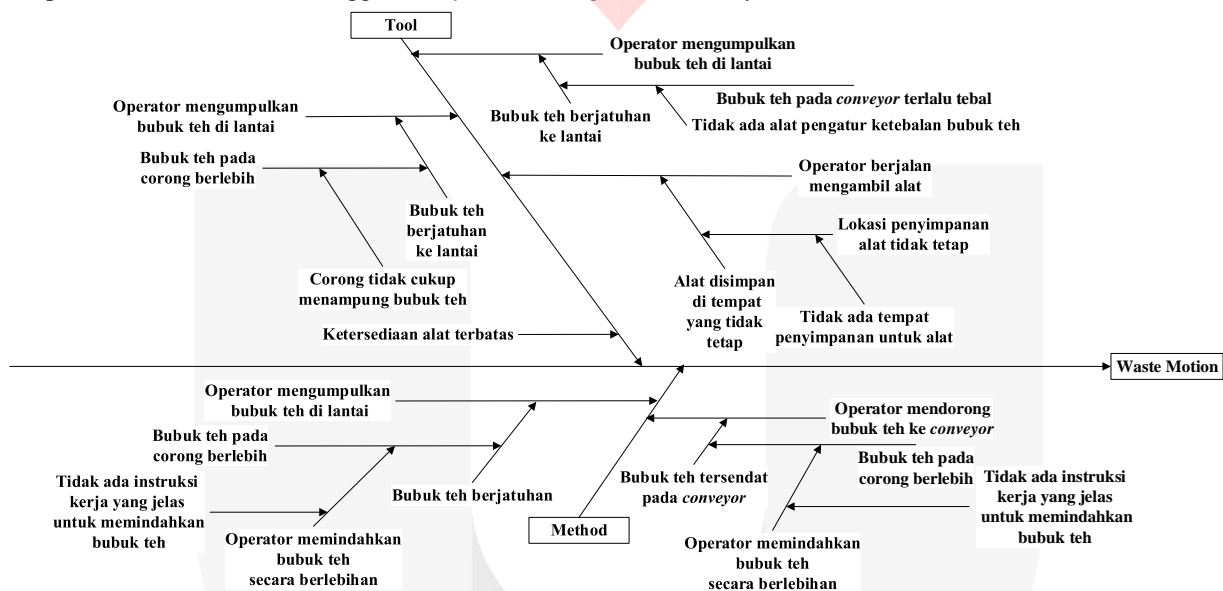 Tool
Operator mengumpulkan
bubuk teh di lantai
Bubuk teh pada conveyor terlalu tebal
Bubuk teh berjatuhan
ke lantai
Tidak ada alat pengatur ketebalan bubuk teh
Operator mengumpulkan
bubuk teh di lantai
Bubuk teh pada
corong berlebih
Bubuk teh
berjatuhan
ke lantai
Corong tidak cukup
menampung bubuk teh
Operator berjalan
mengambil alat
Lokasi penyimpanan
alat tidak tetap
Alat disimpan
di tempat
yang tidak
tetap
Tidak ada tempat
penyimpanan untuk alat
Ketersediaan alat terbatas
Waste Motion
Operator mengumpulkan
bubuk teh di lantai
Bubuk teh pada
corong berlebih
Bubuk teh berjatuhan
Tidak ada instruksi
kerja yang jelas
untuk memindahkan
bubuk teh
Operator memindahkan
bubuk teh
secara berlebihan
Method
Operator mendorong
bubuk teh ke conveyor
Bubuk teh tersendat
pada conveyor
Bubuk teh pada
corong berlebih
Tidak ada instruksi
kerja yang jelas
untuk memindahkan
bubuk teh
Operator memindahkan
bubuk teh
secara berlebihan